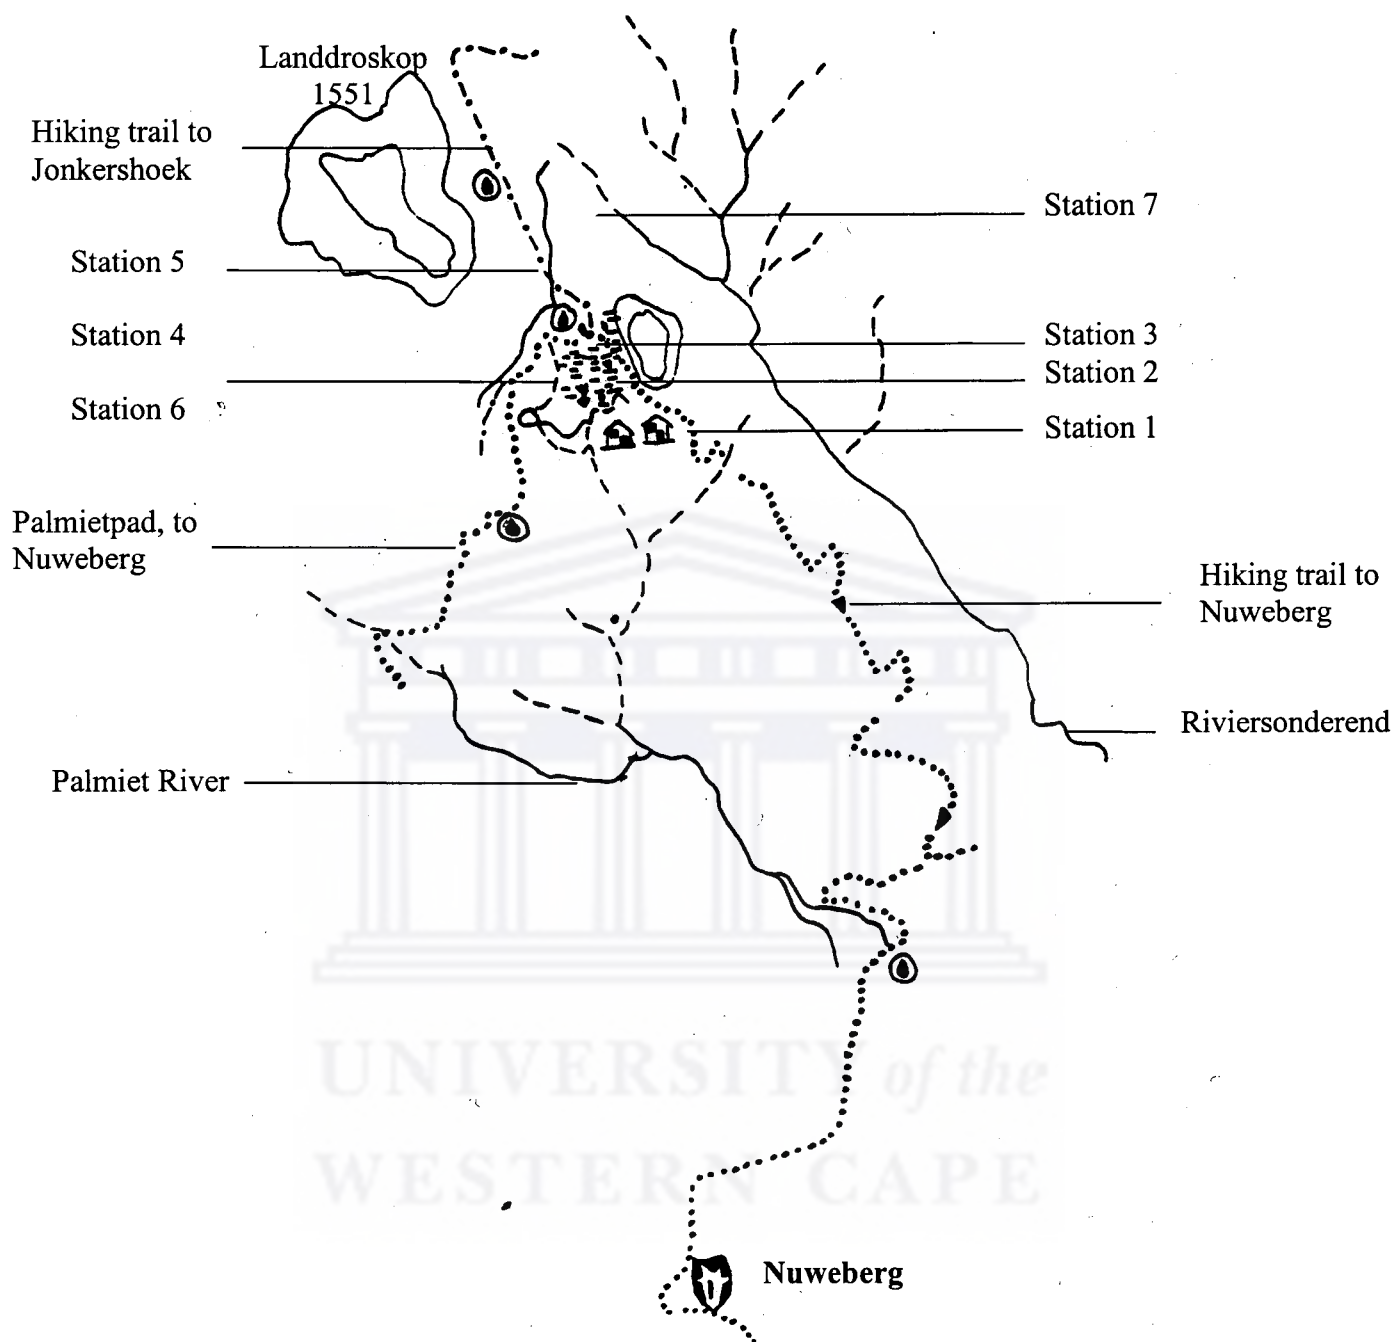 Landdroskop
1551
Hiking trail to
Jonkershoek
Station 7
Station 5
Station 4
Station 3
Station 2
Station 6
Station 1
Palmietpad, to
Nuweberg
Hiking trail to
Nuweberg
Riviersonderend
Palmiet River
UNIVERSITY of the
WESTERN CAPE
Nuweberg